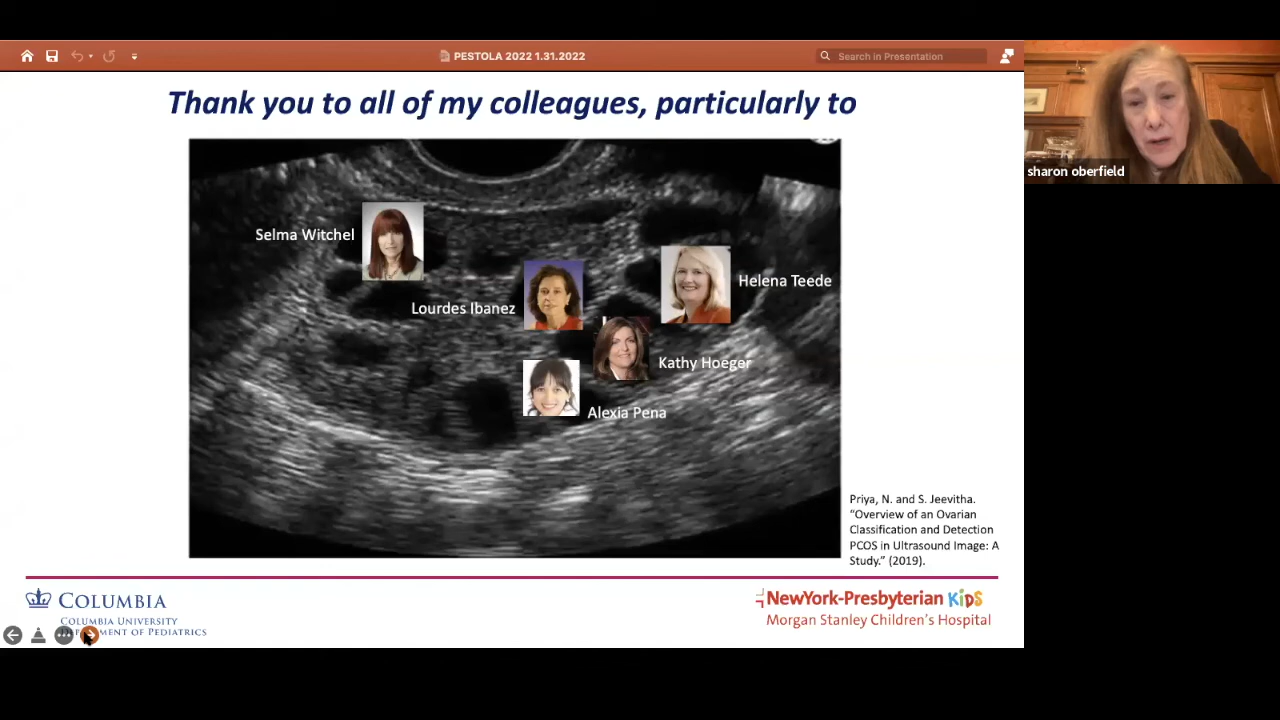 PESTOLA 2022 1.31.2022
Search in Presentation
Thank you to all of my colleagues, particularly to
sharon oberfield
Selma Witchel
Lourdes Ibanez
Helena Teede
Kathy Hoeger
Alexia Pena
Priya, N. and S. Jeevitha.
“Overview of an Ovarian
Classification and Detection
PCOS in Ultrasound Image: A
Study.” (2019).
COLUMBIA
COLUMBIA UNIVERSITY
OF PEDIATRICS
NewYork-Presbyterian KiDS
Morgan Stanley Children's Hospital